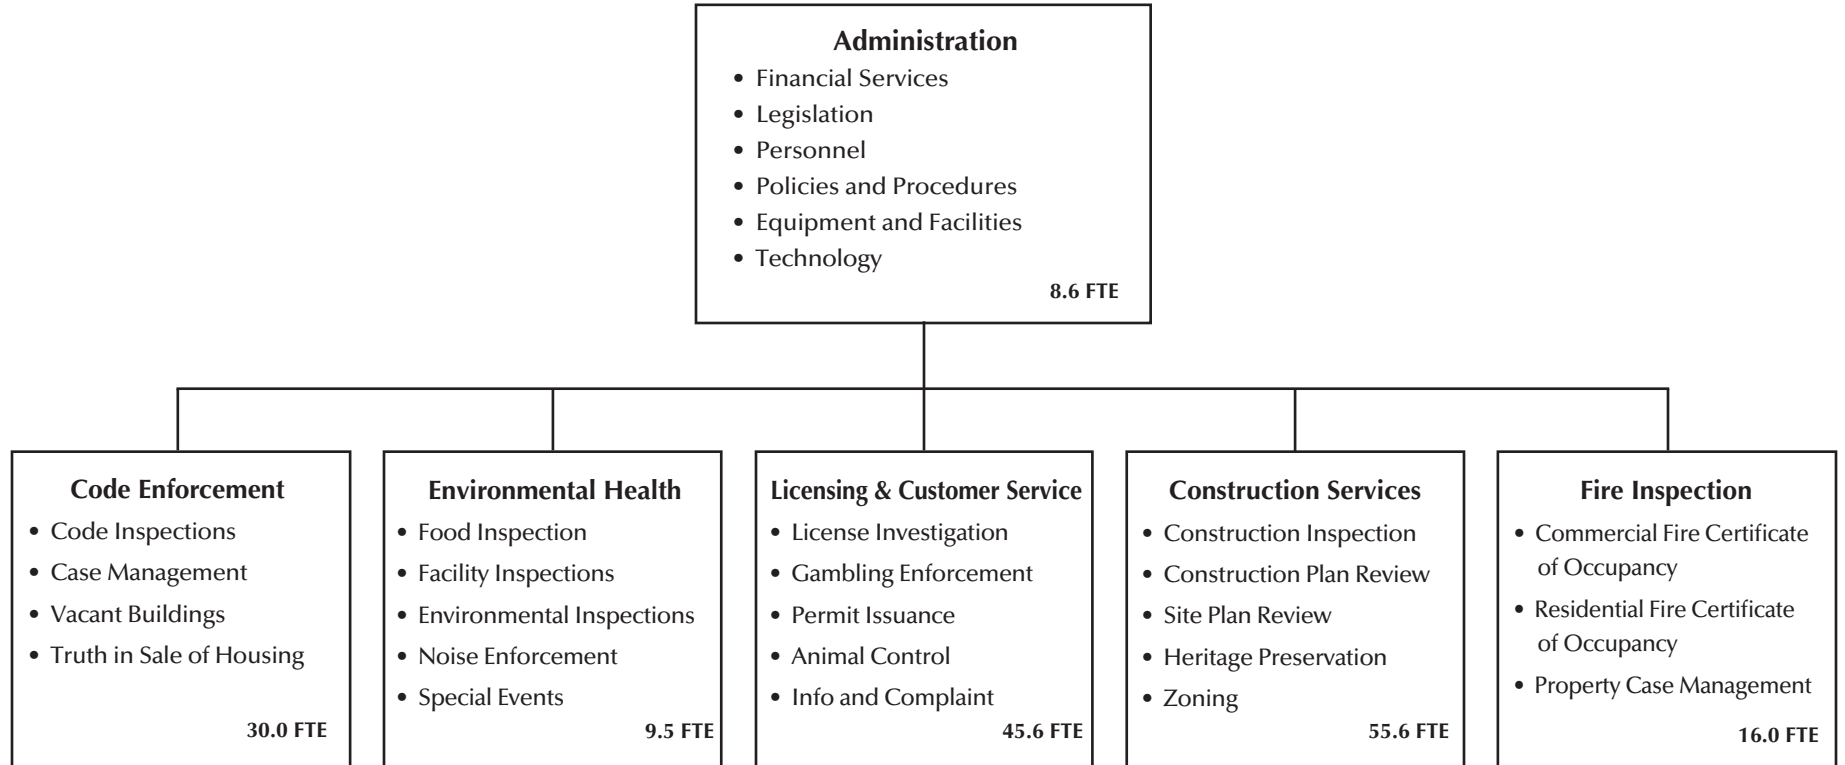 Administration
• Financial Services
• Legislation
• Personnel
• Policies and Procedures
• Equipment and Facilities
• Technology
8.6 FTE
Code Enforcement
• Code Inspections
• Case Management
• Vacant Buildings
• Truth in Sale of Housing
30.0 FTE
Environmental Health
• Food Inspection
• Facility Inspections
• Environmental Inspections
• Noise Enforcement
• Special Events
9.5 FTE
Licensing & Customer Service
• License Investigation
• Gambling Enforcement
• Permit Issuance
• Animal Control
• Info and Complaint
45.6 FTE
Construction Services
• Construction Inspection
• Construction Plan Review
• Site Plan Review
• Heritage Preservation
• Zoning
55.6 FTE
Fire Inspection
• Commercial Fire Certificate
of Occupancy
• Residential Fire Certificate
of Occupancy
• Property Case Management
16.0 FTE